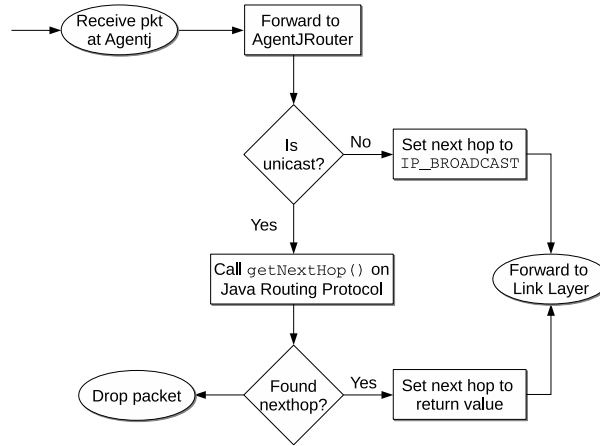 Receive pkt
at Agentj
Forward to
AgentJRouter
Is
unicast?
No
Set next hop to
IP_BROADCAST
Yes
Call getNextHop() on
Java Routing Protocol
Forward to
Link Layer
Drop packet
Found
nexthop?
Yes
Set next hop to
return value